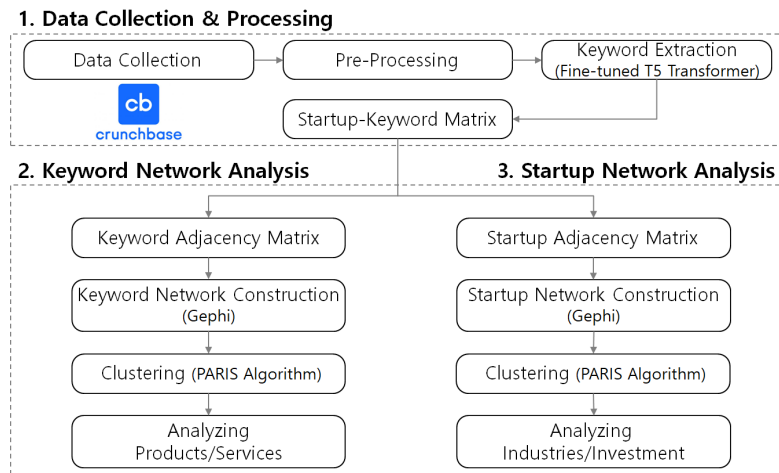 1. Data Collection & Processing
Data Collection
Pre-Processing
Keyword Extraction
(Fine-tuned T5 Transformer)
cb
crunchbase
Startup-Keyword Matrix
2. Keyword Network Analysis
3. Startup Network Analysis
Keyword Adjacency Matrix
Startup Adjacency Matrix
Keyword Network Construction
(Gephi)
Startup Network Construction
(Gephi)
Clustering (PARIS Algorithm)
Clustering (PARIS Algorithm)
Analyzing
Products/Services
Analyzing
Industries/Investment